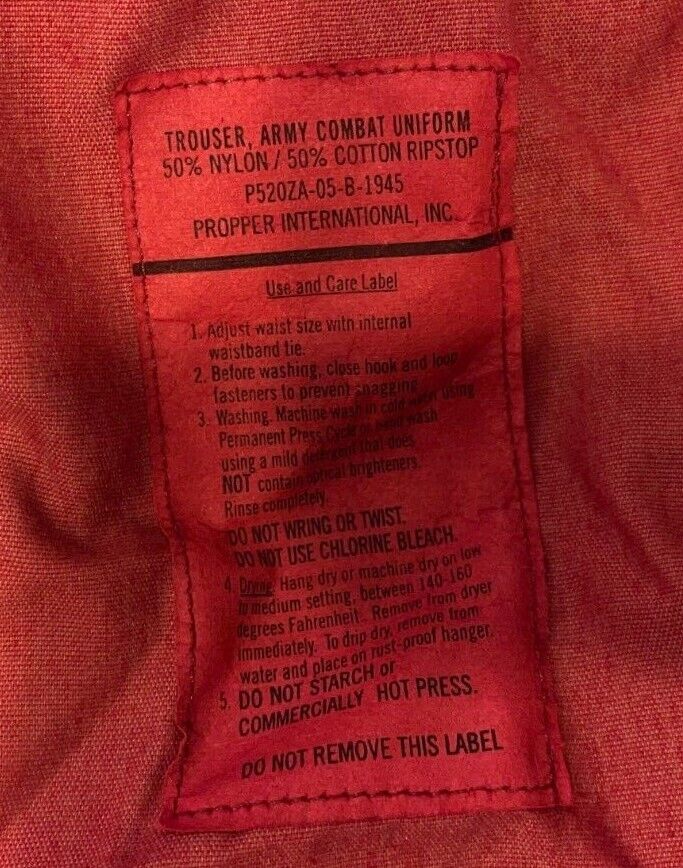 TROUSER, ARMY COMBAT UNIFORM
50% NYLON / 50% COTTON RIPSTOP
P520ZA-05-B-1945
PROPPER INTERNATIONAL, INC.
Use and Care Label
1. Adjust waist size with internal
waistband tie.
2. Before washing, close hook and loop
fasteners to prevent snagging.
3. Washing. Machine wash in cold water using
Permanent Press Cycle or hand wash
using a mild detergent that does
NOT contain optical brighteners.
Rinse completely.
DO NOT WRING OR TWIST.
DO NOT USE CHLORINE BLEACH.
4. Drying. Hang dry or machine dry on low
to medium setting, between 140-160
degrees Fahrenheit. Remove from dryer
immediately. To drip dry, remove from
water and place on rust-proof hanger.
5. DO NOT STARCH or
COMMERCIALLY HOT PRESS.
DO NOT REMOVE THIS LABEL